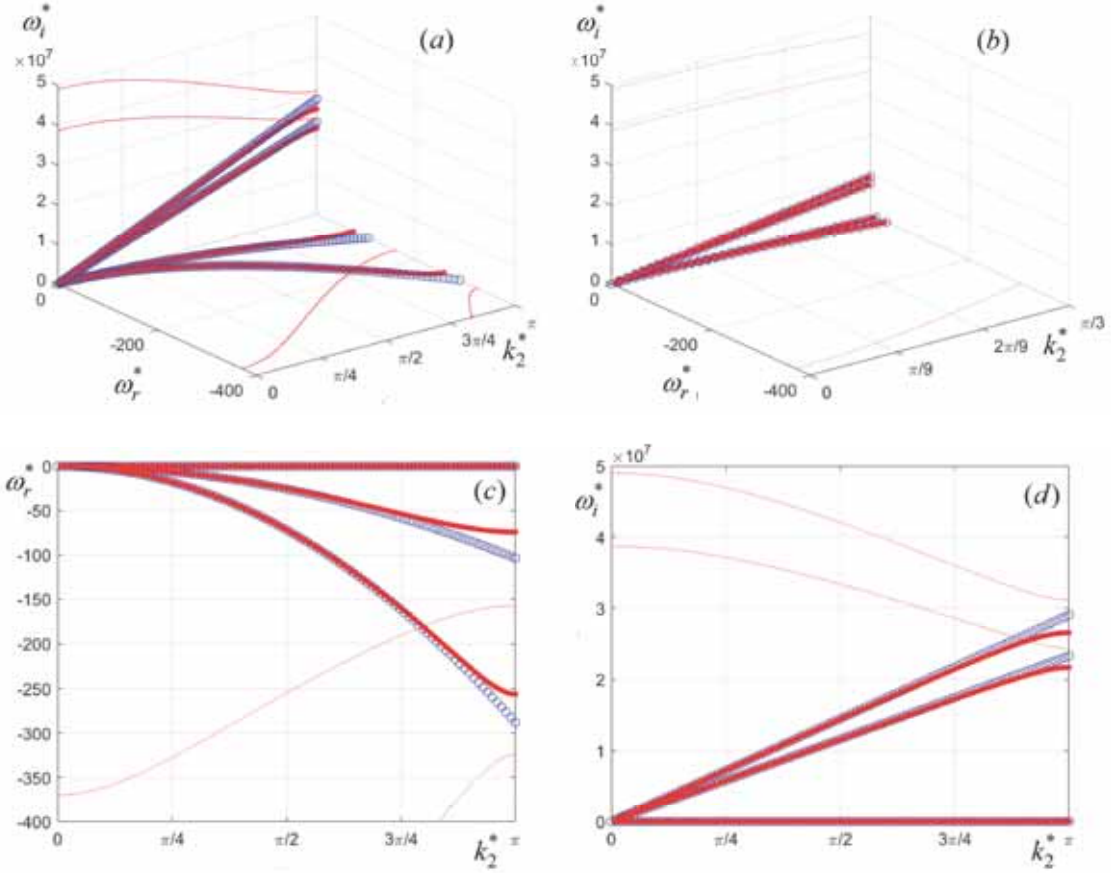 ω_i^*
(a)
×10^7
5
4
3
2
1
0
0
-200
-400
ω_r^*
0
π/4
π/2
3π/4
π
k_2^*
ω_i^*
(b)
×10^7
5
4
3
2
1
0
0
-200
-400
ω_r^*
0
π/9
2π/9
π/3
k_2^*
ω_r^*
(c)
0
-50
-100
-150
-200
-250
-300
-350
-400
0
π/4
π/2
3π/4
k_2^*
π
ω_i^*
×10^7
(d)
5
4
3
2
1
0
0
π/4
π/2
3π/4
k_2^*
π